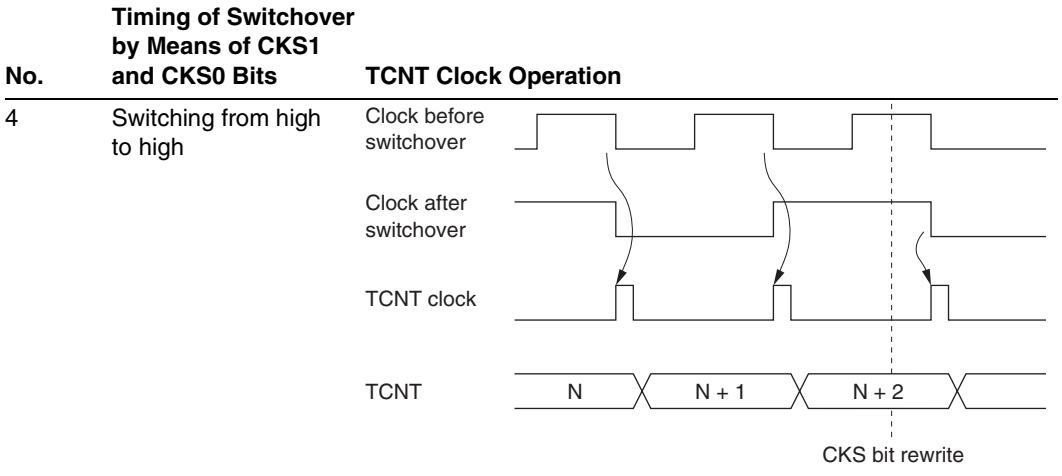 Timing of Switchover
by Means of CKS1
No. and CKS0 Bits TCNT Clock Operation
4 Switching from high
to high
Clock before
switchover
Clock after
switchover
TCNT clock
TCNT N N + 1 N + 2
CKS bit rewrite